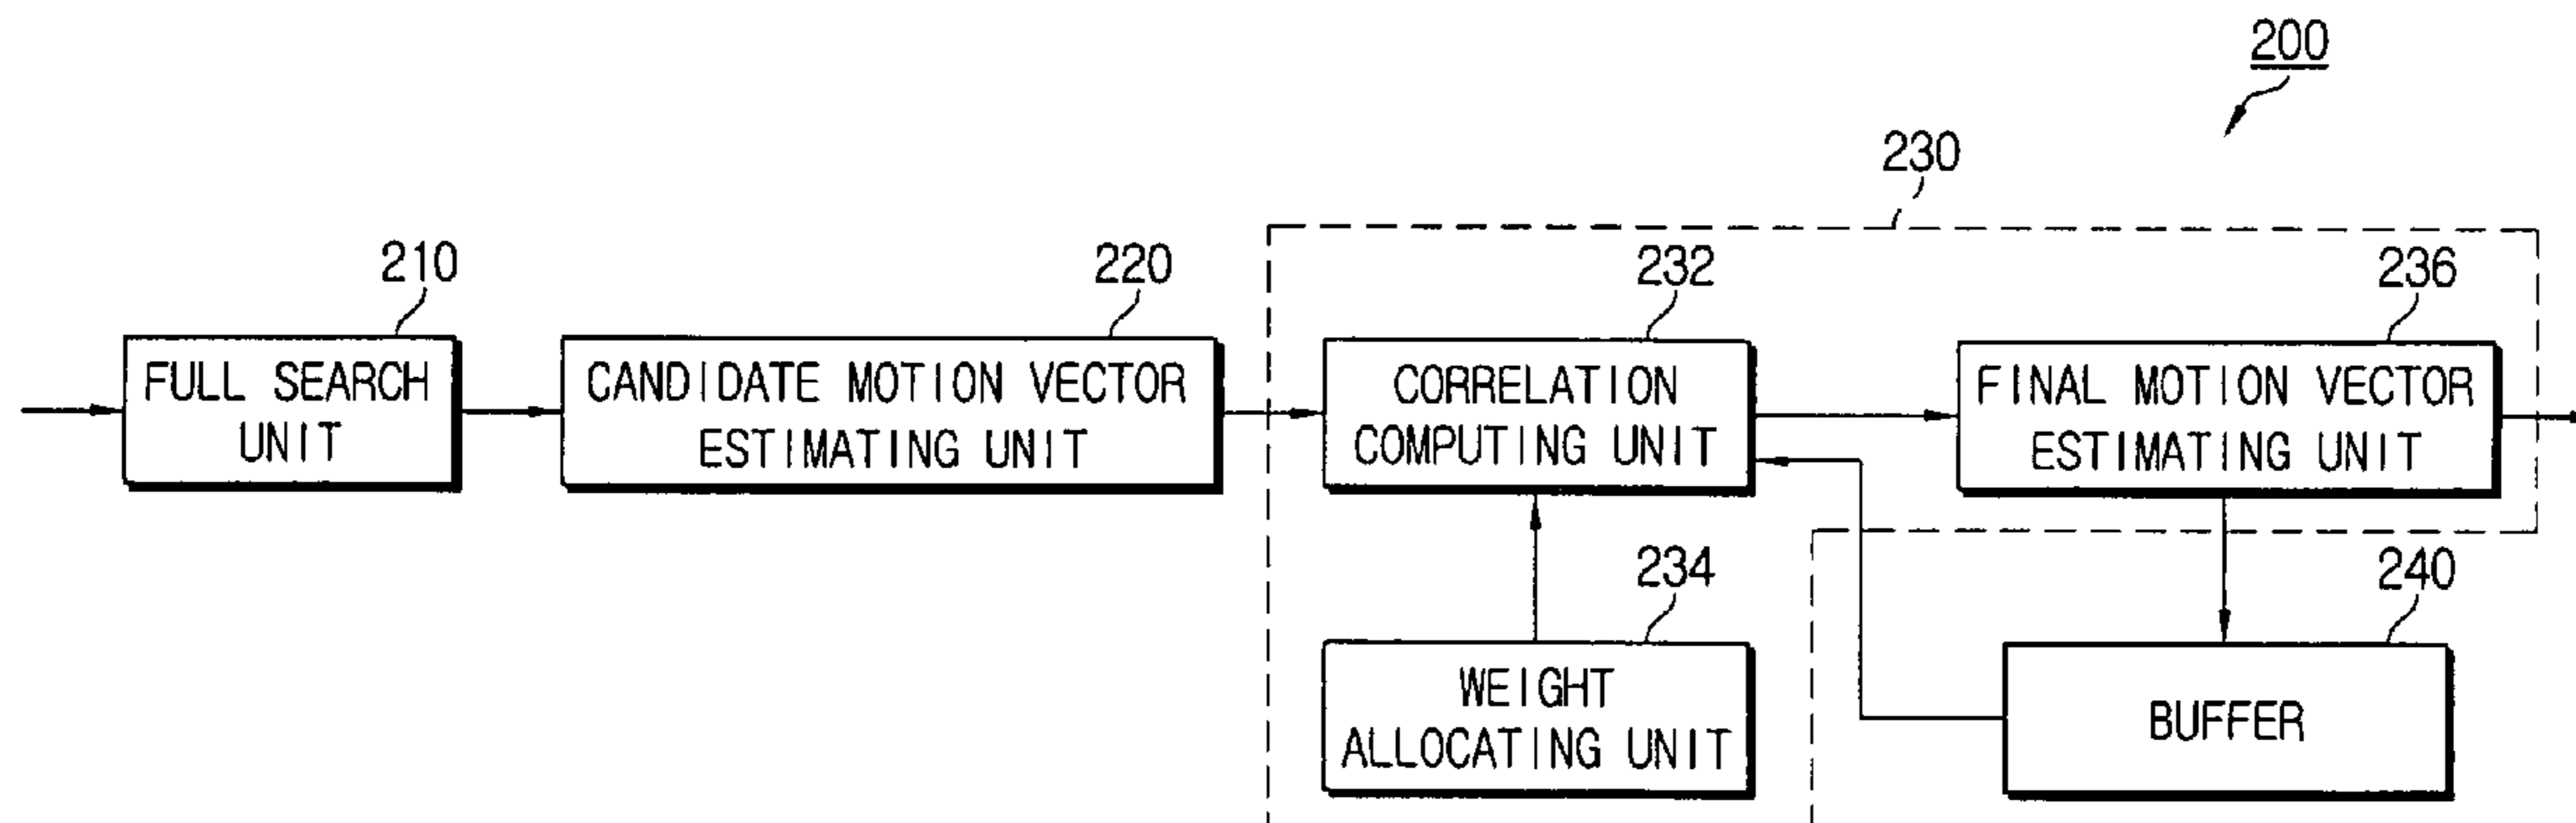 200
230
210
220
232
236
FULL SEARCH
UNIT
CANDIDATE MOTION VECTOR
ESTIMATING UNIT
CORRELATION
COMPUTING UNIT
FINAL MOTION VECTOR
ESTIMATING UNIT
234
240
WEIGHT
ALLOCATING UNIT
BUFFER